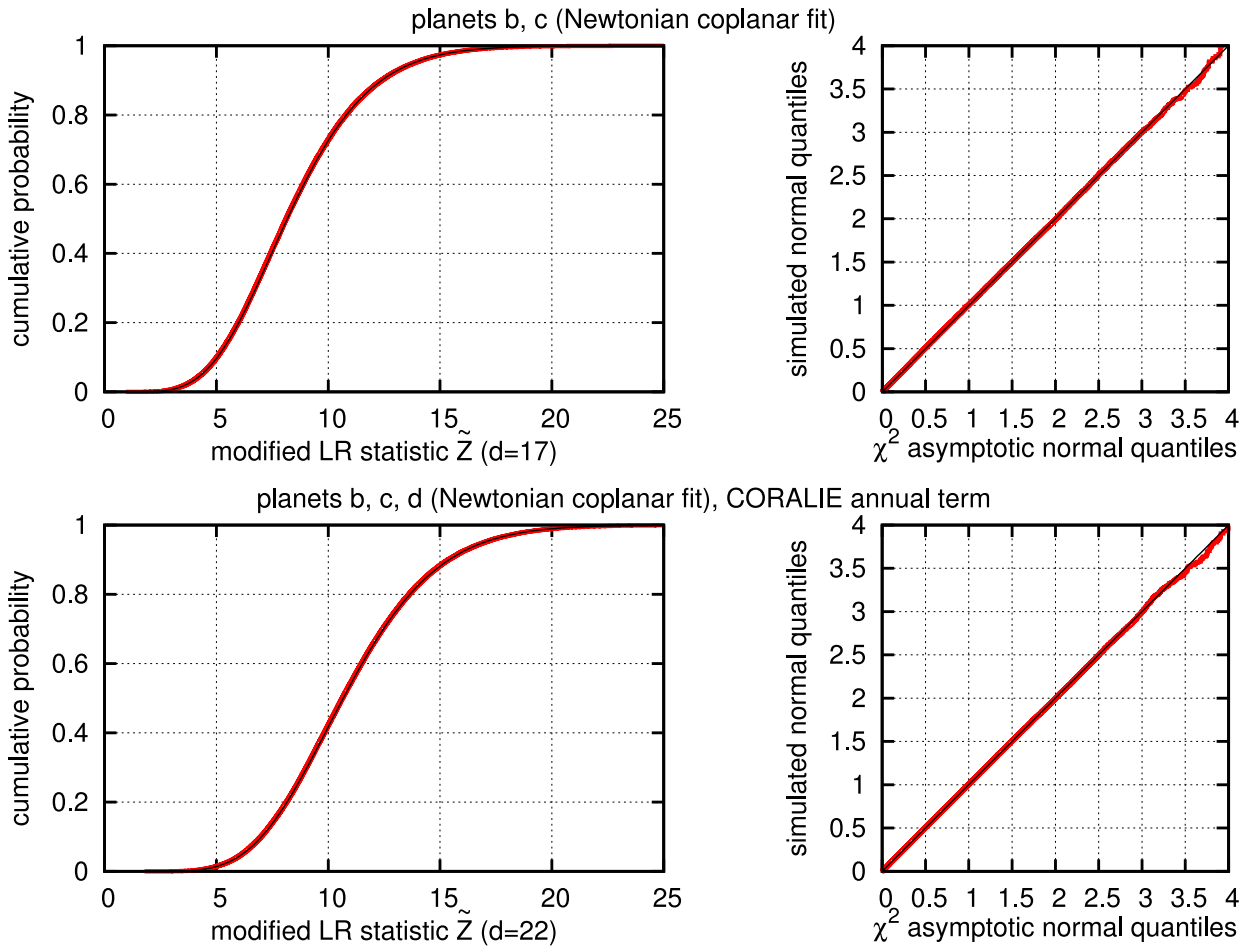 planets b, c (Newtonian coplanar fit)
cumulative probability
1
0.8
0.6
0.4
0.2
0
0 5 10 15 20 25
modified LR statistic Z̃ (d=17)
simulated normal quantiles
4
3.5
3
2.5
2
1.5
1
0.5
0
0 0.5 1 1.5 2 2.5 3 3.5 4
χ² asymptotic normal quantiles
planets b, c, d (Newtonian coplanar fit), CORALIE annual term
cumulative probability
1
0.8
0.6
0.4
0.2
0
0 5 10 15 20 25
modified LR statistic Z̃ (d=22)
simulated normal quantiles
4
3.5
3
2.5
2
1.5
1
0.5
0
0 0.5 1 1.5 2 2.5 3 3.5 4
χ² asymptotic normal quantiles